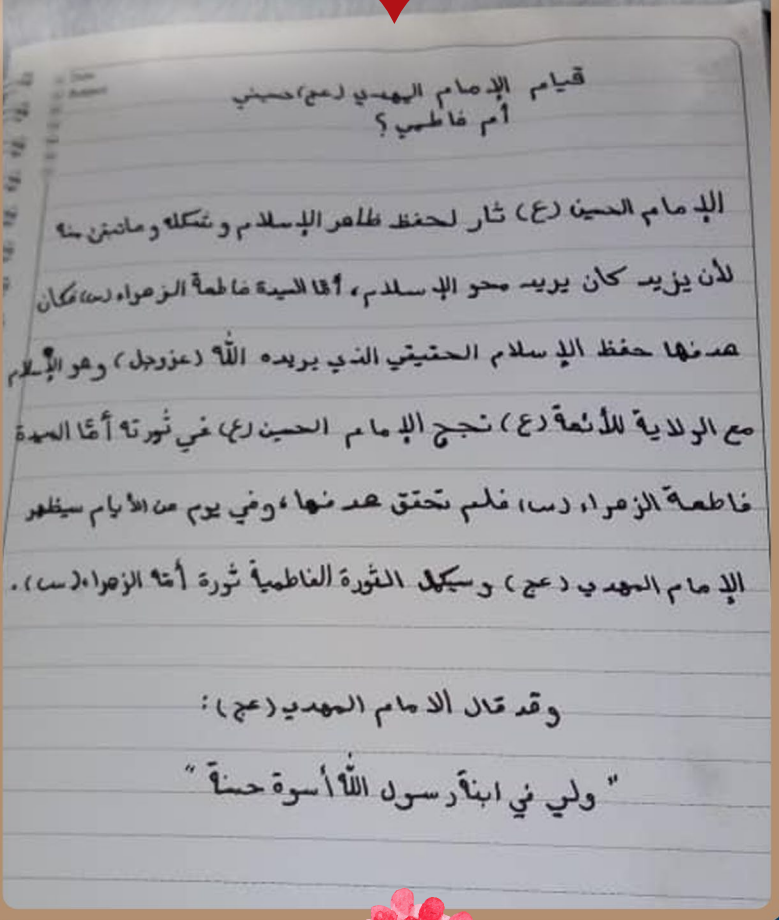 قيام الإمام المهدي (عج) حسيني
أم فاطمي؟
الإمام الحسين (ع) ثار لحفظ ظاهر الإسلام وشكله وماتبقى منه
لأن يزيد كان يريد محو الإسلام، أمّا السيدة فاطمة الزهراء (س) فكان
هدفها حفظ الإسلام الحقيقي الذي يريده الله (عزوجل) وهو الإسلام
مع الولاية للأئمة (ع) نجح الإمام الحسين (ع) في ثورته أمّا السيدة
فاطمة الزهراء (س) فلم تحقق هدفها، وفي يوم من الأيام سيظهر
الإمام المهدي (عج) وسيكمل الثورة الفاطمية ثورة أمّه الزهراء (س).
وقد قال الامام المهدي (عج):
"ولي في ابنة رسول الله أسوة حسنة"